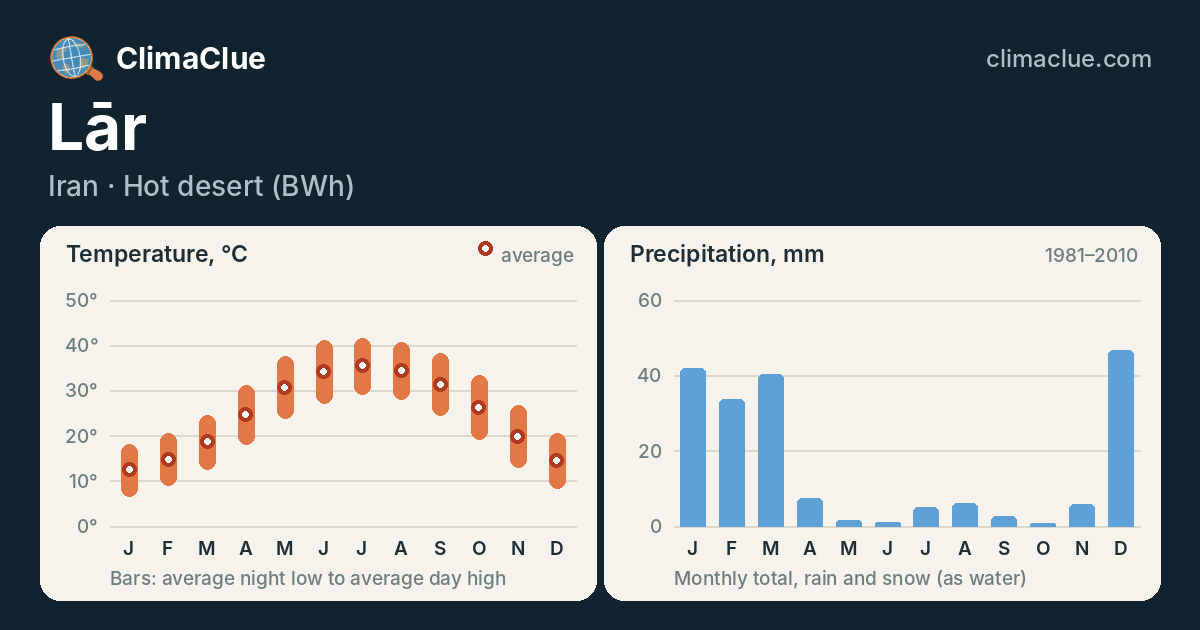 ClimaClue
climaclue.com
Lār
Iran · Hot desert (BWh)
Temperature, °C
average
50°
40°
30°
20°
10°
0°
J F M A M J J A S O N D
Bars: average night low to average day high
Precipitation, mm
1981–2010
60
40
20
0
J F M A M J J A S O N D
Monthly total, rain and snow (as water)